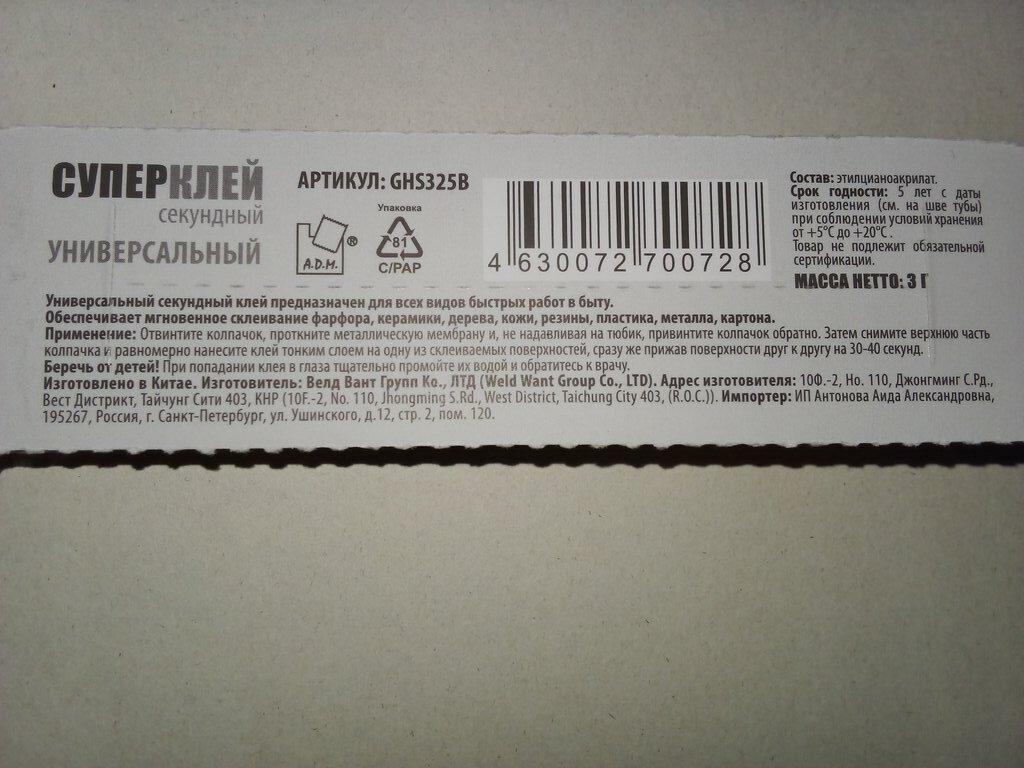 СУПЕРКЛЕЙ
секундный
УНИВЕРСАЛЬНЫЙ
АРТИКУЛ: GHS325B
A.D.M. ®
Упаковка
81
C/PAP
4 630072 700728
Состав: этилцианоакрилат.
Срок годности: 5 лет с даты
изготовления (см. на шве тубы)
при соблюдении условий хранения
от +5°С до +20°С .
Товар не подлежит обязательной
сертификации.
МАССА НЕТТО: 3 Г
Универсальный секундный клей предназначен для всех видов быстрых работ в быту.
Обеспечивает мгновенное склеивание фарфора, керамики, дерева, кожи, резины, пластика, металла, картона.
Применение: Отвинтите колпачок, проткните металлическую мембрану и, не надавливая на тюбик, привинтите колпачок обратно. Затем снимите верхнюю часть
колпачка и равномерно нанесите клей тонким слоем на одну из склеиваемых поверхностей, сразу же прижав поверхности друг к другу на 30-40 секунд.
Беречь от детей! При попадании клея в глаза тщательно промойте их водой и обратитесь к врачу.
Изготовлено в Китае. Изготовитель: Велд Вант Групп Ко., ЛТД (Weld Want Group Co., LTD). Адрес изготовителя: 10Ф.-2, Но. 110, Джонгминг С.Рд.,
Вест Дистрикт, Тайчунг Сити 403, КНР (10F.-2, No. 110, Jhongming S.Rd., West District, Taichung City 403, (R.O.C.)). Импортер: ИП Антонова Аида Александровна,
195267, Россия, г. Санкт-Петербург, ул. Ушинского, д.12, стр. 2, пом. 120.